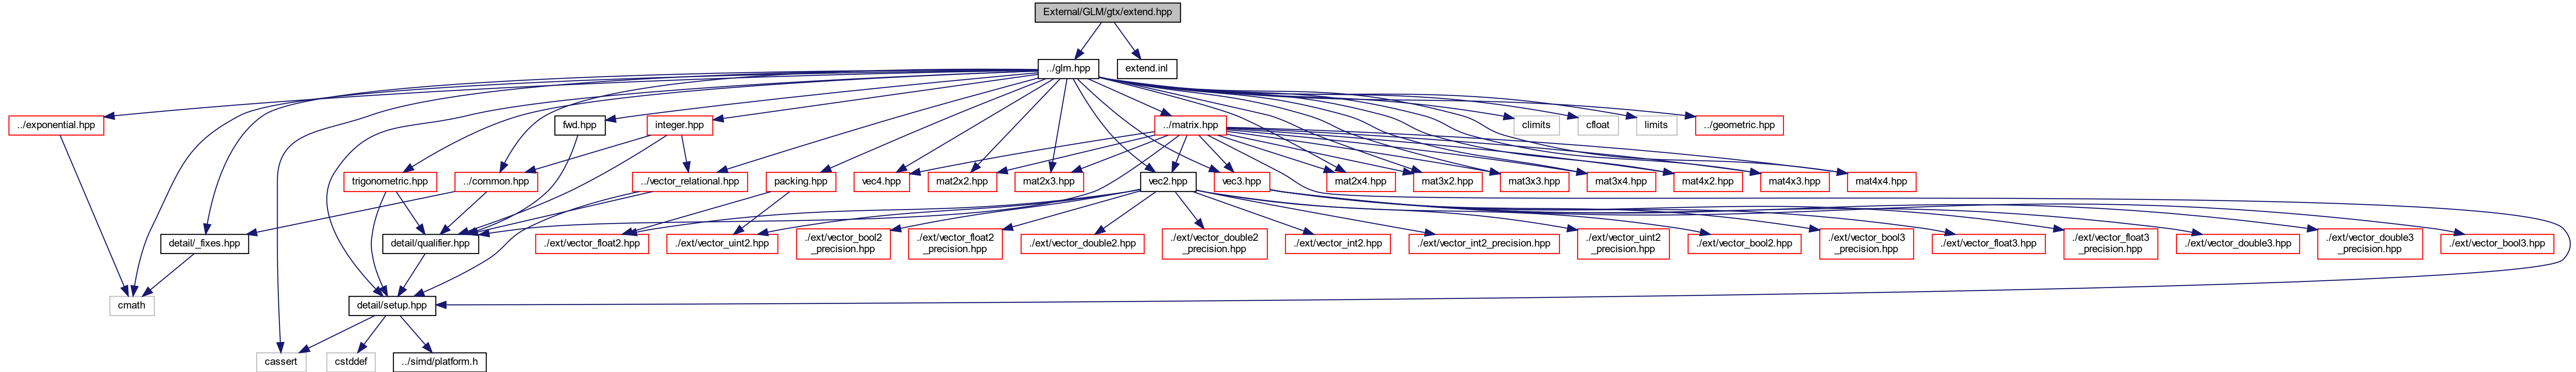 External/GLM/gtx/extend.hpp
../glm.hpp
extend.inl
../exponential.hpp
fwd.hpp
integer.hpp
../matrix.hpp
climits
cfloat
limits
../geometric.hpp
trigonometric.hpp
../common.hpp
../vector_relational.hpp
packing.hpp
vec4.hpp
mat2x2.hpp
mat2x3.hpp
vec2.hpp
vec3.hpp
mat2x4.hpp
mat3x2.hpp
mat3x3.hpp
mat3x4.hpp
mat4x2.hpp
mat4x3.hpp
mat4x4.hpp
detail/_fixes.hpp
detail/qualifier.hpp
./ext/vector_float2.hpp
./ext/vector_uint2.hpp
./ext/vector_bool2
_precision.hpp
./ext/vector_float2
_precision.hpp
./ext/vector_double2.hpp
./ext/vector_double2
_precision.hpp
./ext/vector_int2.hpp
./ext/vector_int2_precision.hpp
./ext/vector_uint2
_precision.hpp
./ext/vector_bool2.hpp
./ext/vector_bool3
_precision.hpp
./ext/vector_float3.hpp
./ext/vector_float3
_precision.hpp
./ext/vector_double3.hpp
./ext/vector_double3
_precision.hpp
./ext/vector_bool3.hpp
cmath
detail/setup.hpp
cassert
cstddef
../simd/platform.h